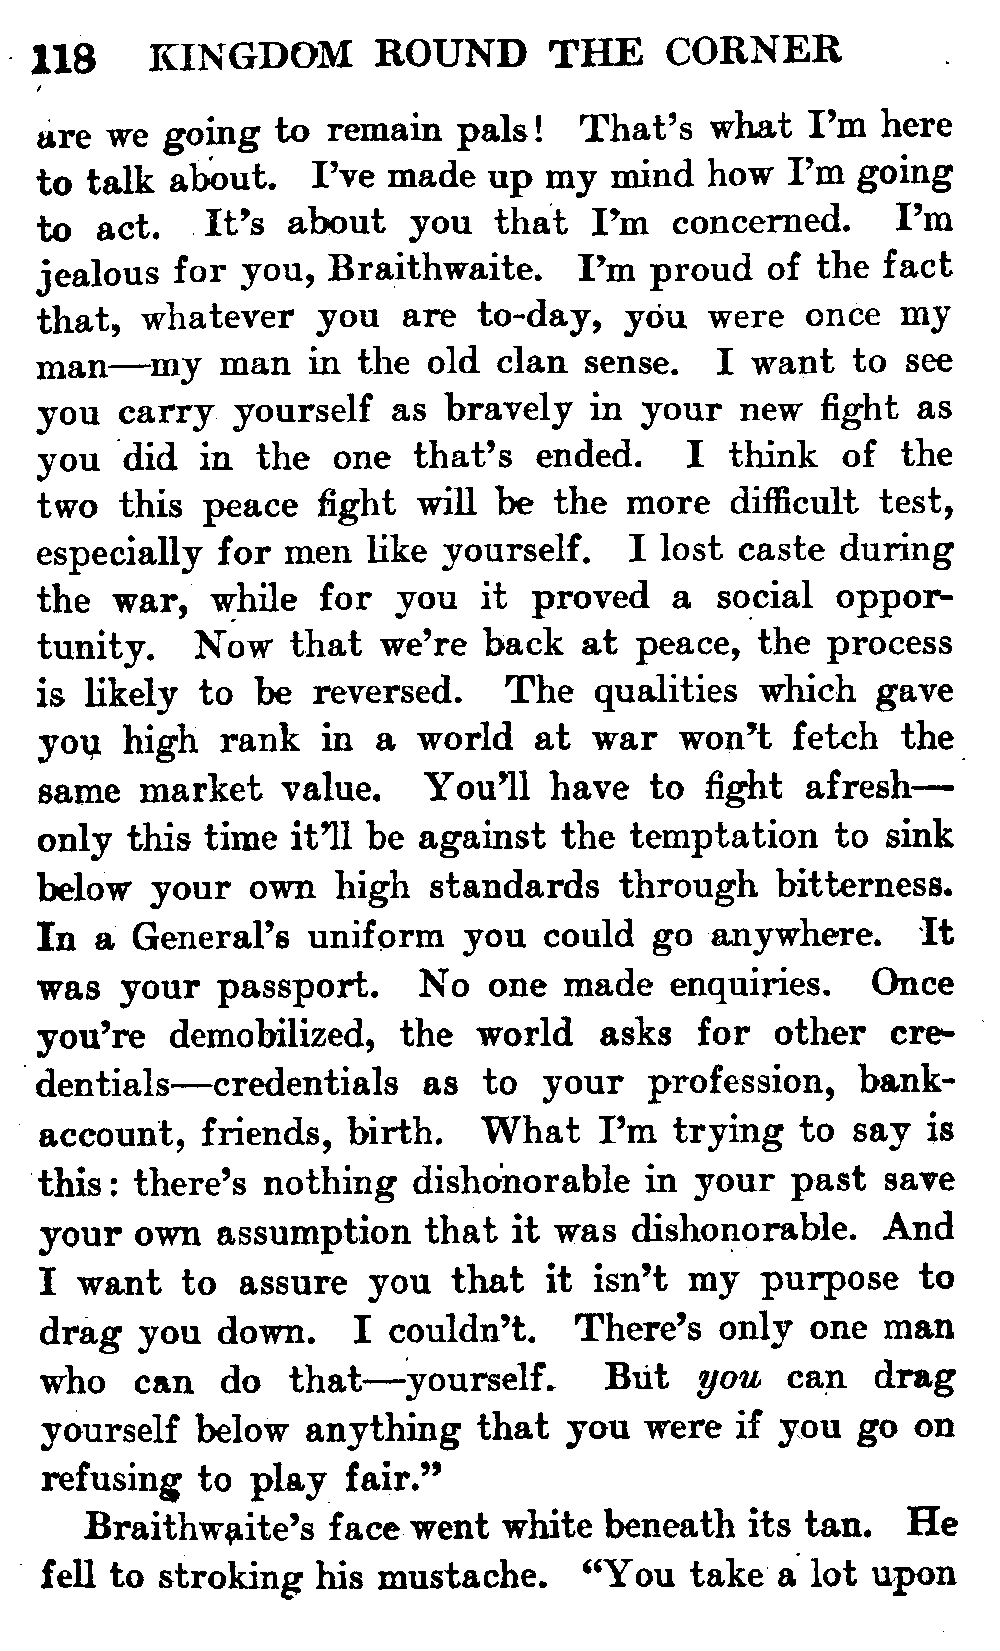 118 KINGDOM ROUND THE CORNER
are we going to remain pals! That's what I'm here
to talk about. I've made up my mind how I'm going
to act. It's about you that I'm concerned. I'm
jealous for you, Braithwaite. I'm proud of the fact
that, whatever you are to-day, you were once my
man—my man in the old clan sense. I want to see
you carry yourself as bravely in your new fight as
you did in the one that's ended. I think of the
two this peace fight will be the more difficult test,
especially for men like yourself. I lost caste during
the war, while for you it proved a social oppor-
tunity. Now that we're back at peace, the process
is likely to be reversed. The qualities which gave
you high rank in a world at war won't fetch the
same market value. You'll have to fight afresh—
only this time it'll be against the temptation to sink
below your own high standards through bitterness.
In a General's uniform you could go anywhere. It
was your passport. No one made enquiries. Once
you're demobilized, the world asks for other cre-
dentials—credentials as to your profession, bank-
account, friends, birth. What I'm trying to say is
this: there's nothing dishonorable in your past save
your own assumption that it was dishonorable. And
I want to assure you that it isn't my purpose to
drag you down. I couldn't. There's only one man
who can do that—yourself. But you can drag
yourself below anything that you were if you go on
refusing to play fair."
Braithwaite's face went white beneath its tan. He
fell to stroking his mustache. "You take a lot upon